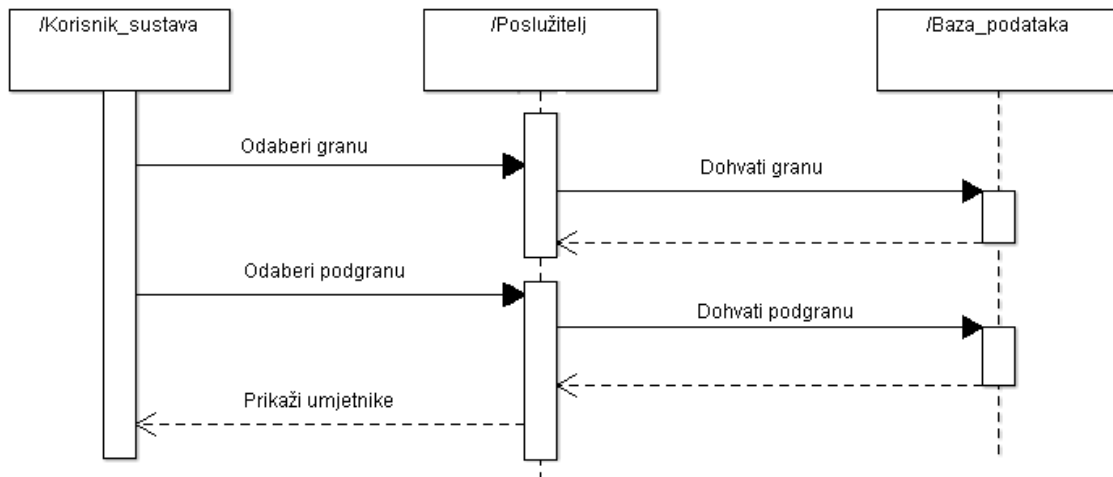 /Korisnik_sustava
/Poslužitelj
/Baza_podataka
Odaberi granu
Dohvati granu
Odaberi podgranu
Dohvati podgranu
Prikaži umjetnike